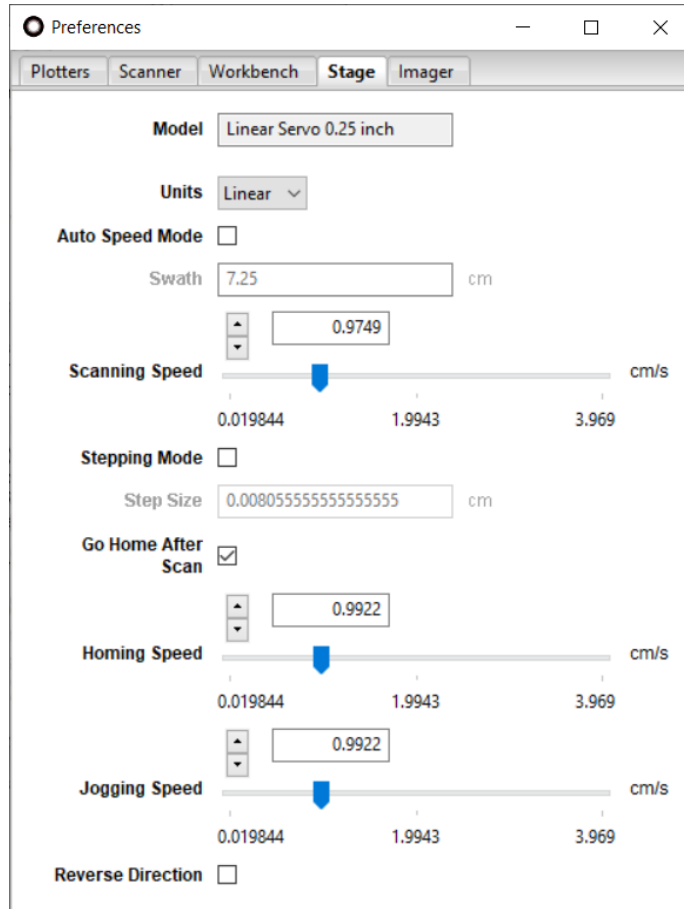 Preferences
Plotters Scanner Workbench Stage Imager
Model Linear Servo 0.25 inch
Units Linear
Auto Speed Mode
Swath 7.25 cm
0.9749
Scanning Speed cm/s
0.019844 1.9943 3.969
Stepping Mode
Step Size 0.008055555555555555 cm
Go Home After
Scan
0.9922
Homing Speed cm/s
0.019844 1.9943 3.969
0.9922
Jogging Speed cm/s
0.019844 1.9943 3.969
Reverse Direction